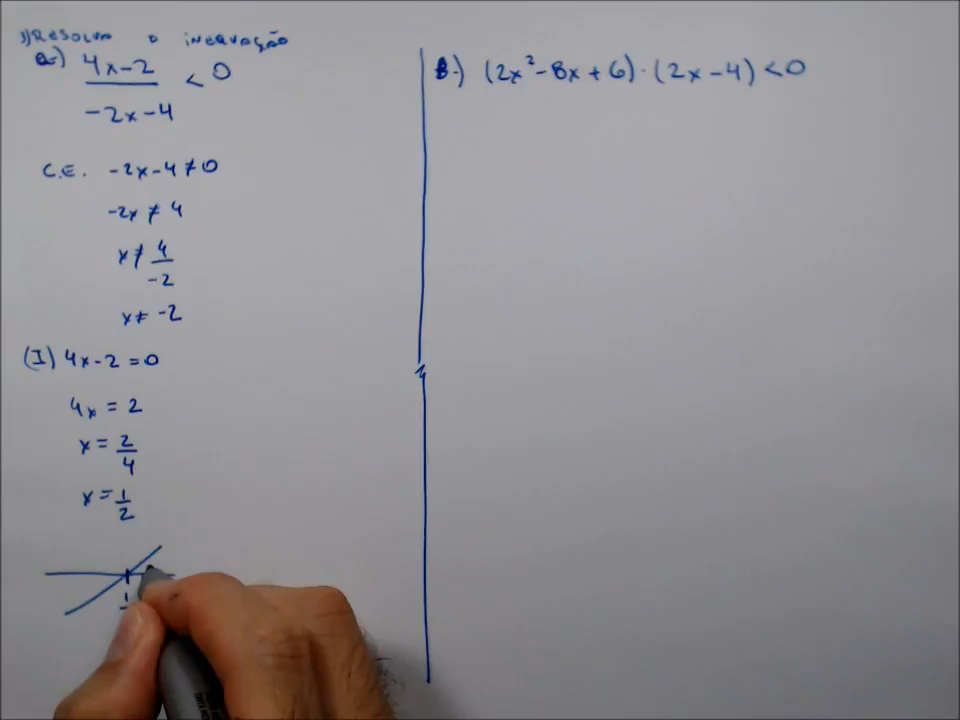 1) RESOLVA a inequação
a-) 4x-2 / -2x-4 < 0
C.E. -2x-4 ≠ 0
-2x ≠ 4
x ≠ 4 / -2
x ≠ -2
(I) 4x-2 = 0
4x = 2
x = 2 / 4
x = 1 / 2
1
B-) (2x²-8x+6)·(2x-4) < 0